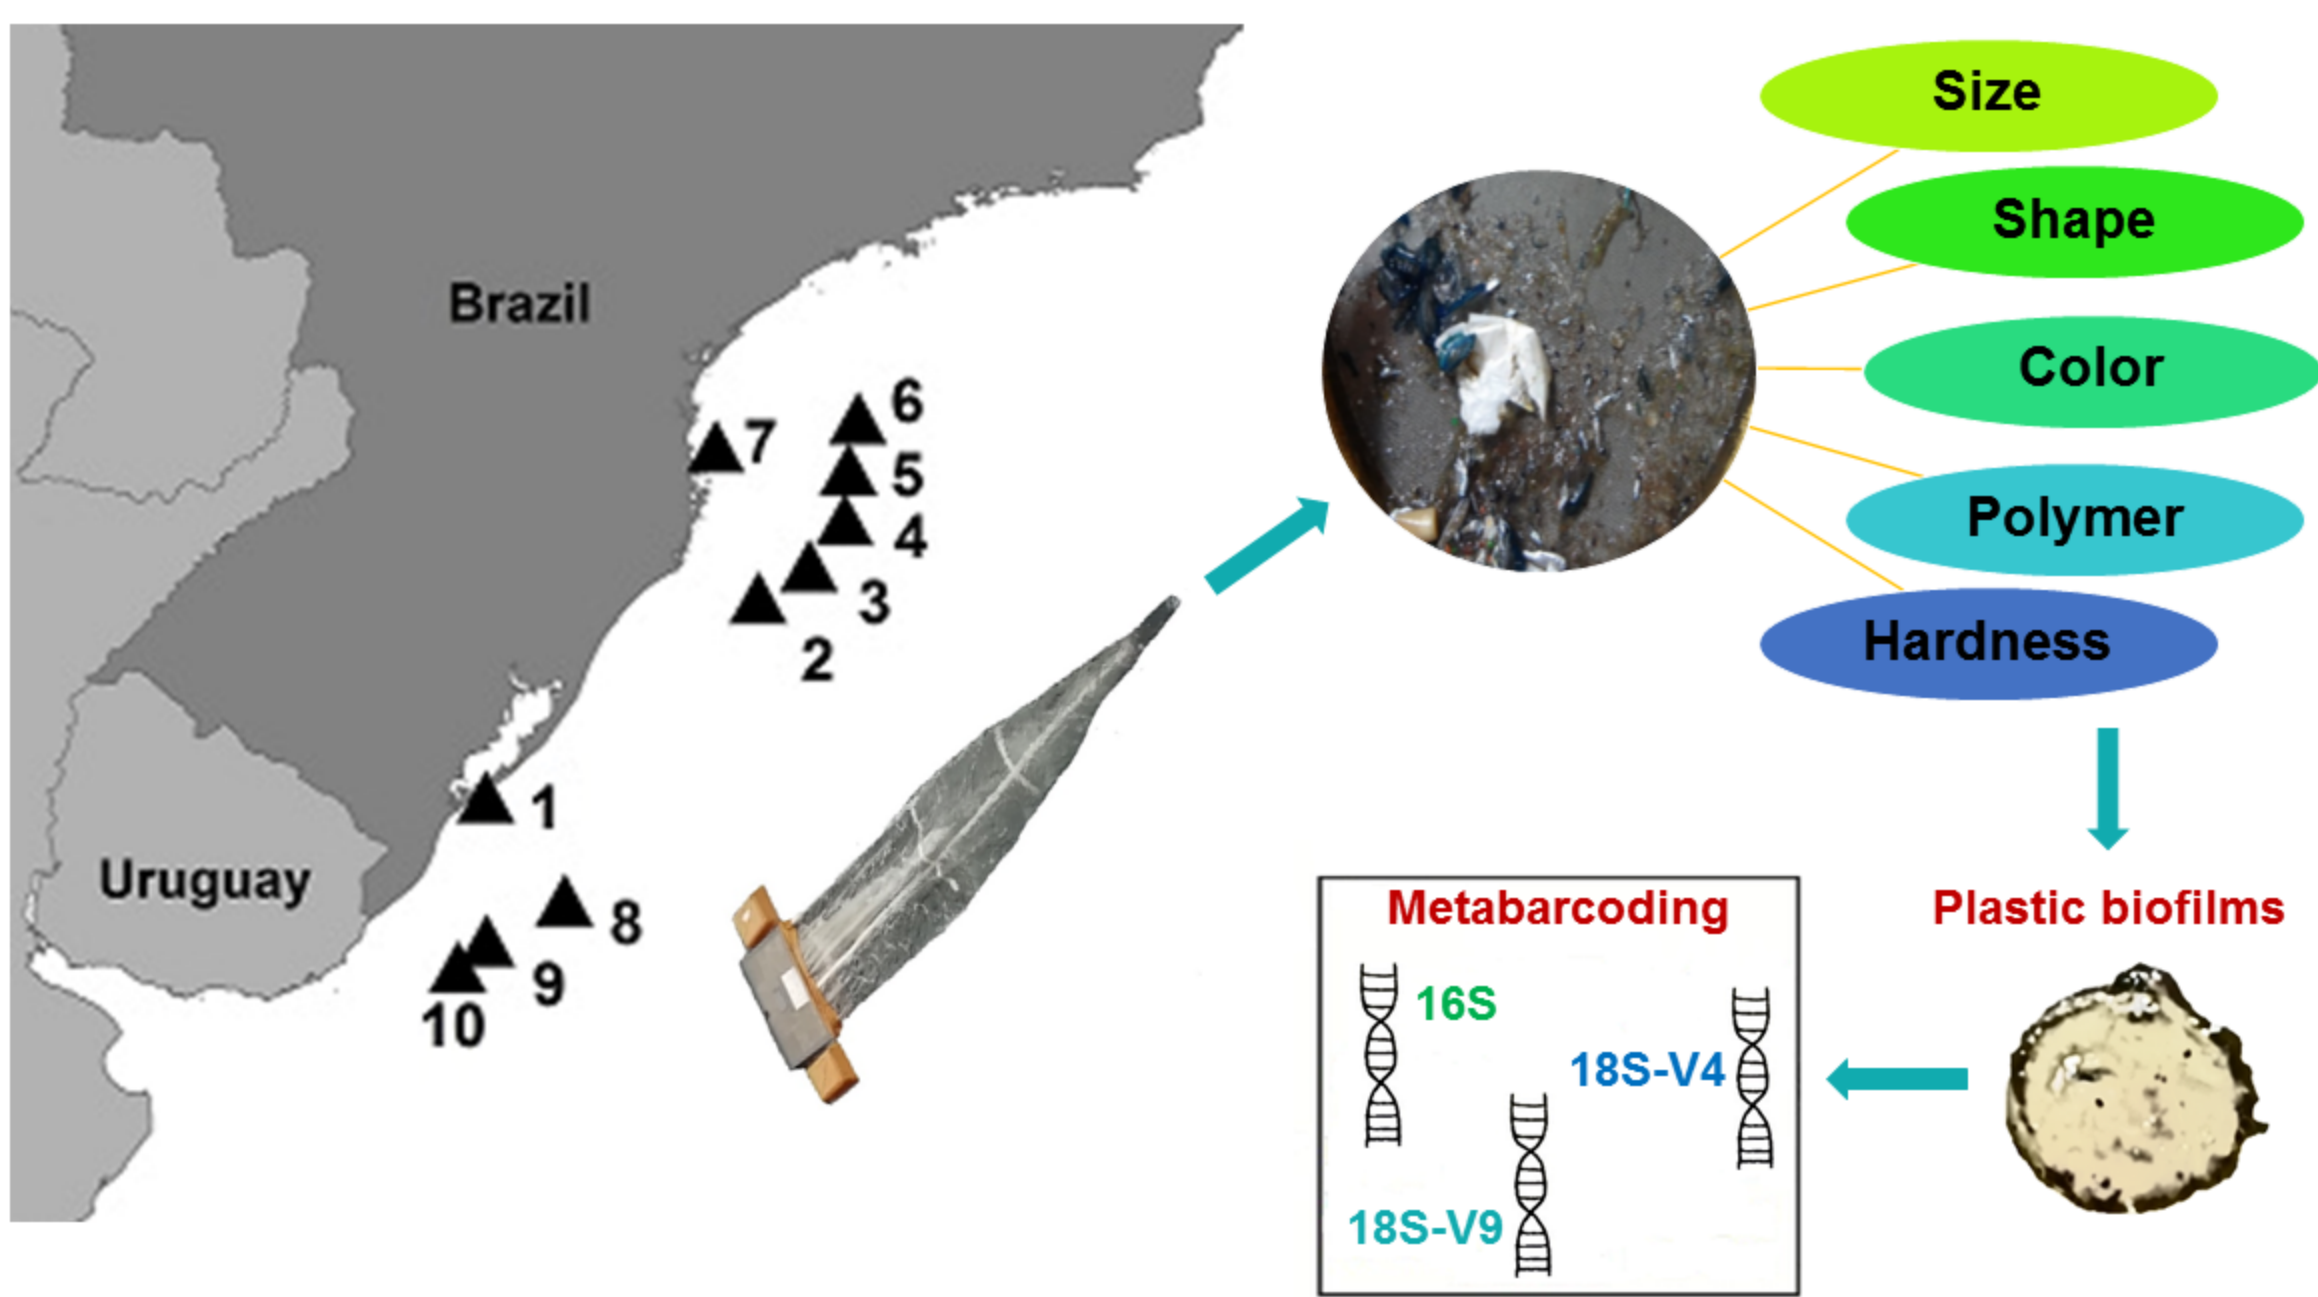 Brazil
6
7
5
4
3
2
1
Uruguay
8
9
10
Size
Shape
Color
Polymer
Hardness
Plastic biofilms
Metabarcoding
16S
18S-V4
18S-V9